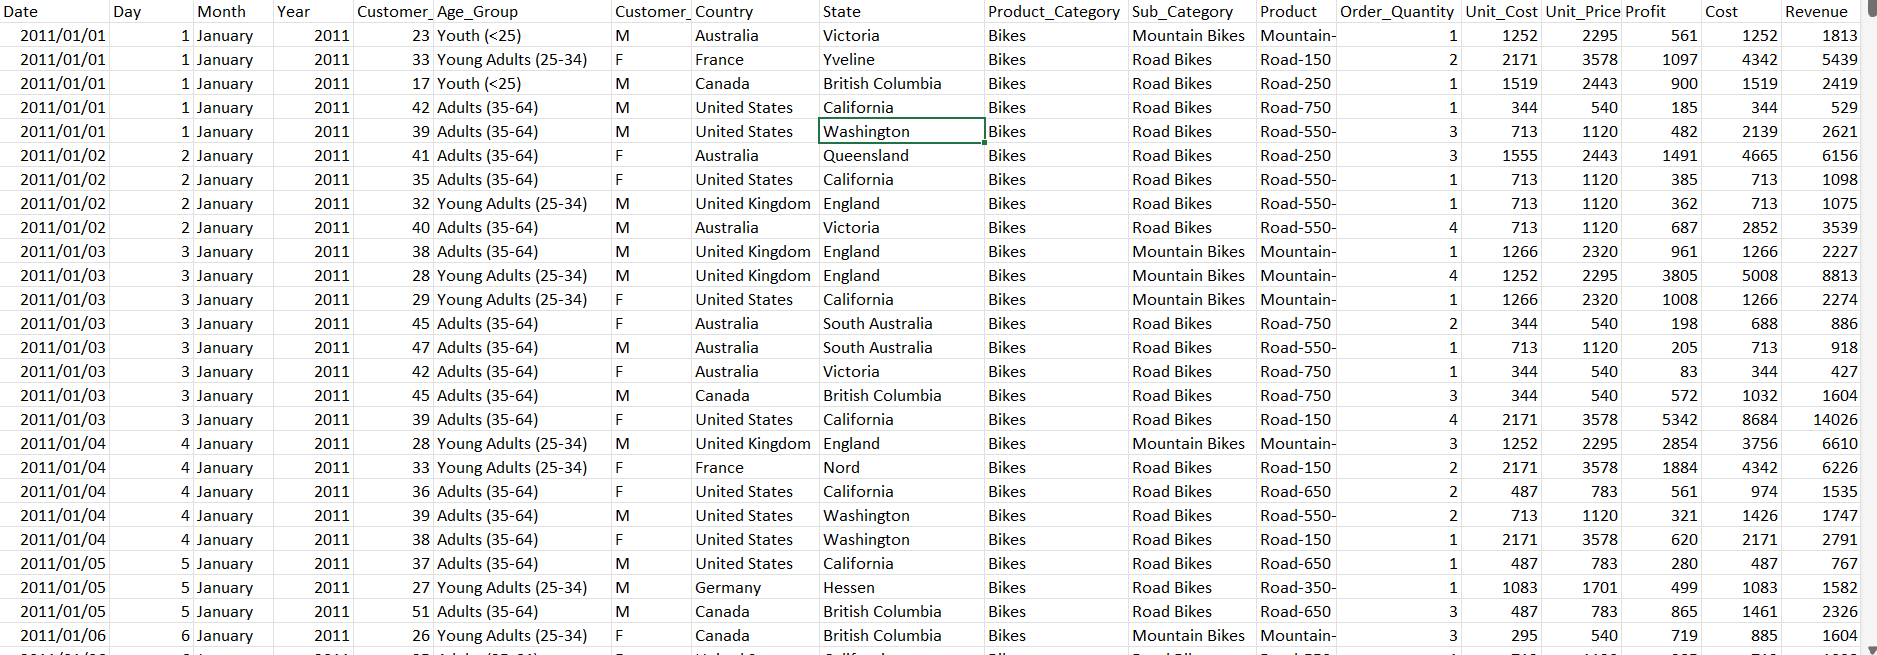 Date Day Month Year Customer_ Age_Group Customer_ Country State Product_Category Sub_Category Product Order_Quantity Unit_Cost Unit_Price Profit Cost Revenue
2011/01/01 1 January 2011 23 Youth (<25) M Australia Victoria Bikes Mountain Bikes Mountain- 1 1252 2295 561 1252 1813
2011/01/01 1 January 2011 33 Young Adults (25-34) F France Yveline Bikes Road Bikes Road-150 2 2171 3578 1097 4342 5439
2011/01/01 1 January 2011 17 Youth (<25) M Canada British Columbia Bikes Road Bikes Road-250 1 1519 2443 900 1519 2419
2011/01/01 1 January 2011 42 Adults (35-64) M United States California Bikes Road Bikes Road-750 1 344 540 185 344 529
2011/01/01 1 January 2011 39 Adults (35-64) M United States Washington Bikes Road Bikes Road-550- 3 713 1120 482 2139 2621
2011/01/02 2 January 2011 41 Adults (35-64) F Australia Queensland Bikes Road Bikes Road-250 3 1555 2443 1491 4665 6156
2011/01/02 2 January 2011 35 Adults (35-64) F United States California Bikes Road Bikes Road-550- 1 713 1120 385 713 1098
2011/01/02 2 January 2011 32 Young Adults (25-34) M United Kingdom England Bikes Road Bikes Road-550- 1 713 1120 362 713 1075
2011/01/02 2 January 2011 40 Adults (35-64) M Australia Victoria Bikes Road Bikes Road-550- 4 713 1120 687 2852 3539
2011/01/03 3 January 2011 38 Adults (35-64) M United Kingdom England Bikes Mountain Bikes Mountain- 1 1266 2320 961 1266 2227
2011/01/03 3 January 2011 28 Young Adults (25-34) M United Kingdom England Bikes Mountain Bikes Mountain- 4 1252 2295 3805 5008 8813
2011/01/03 3 January 2011 29 Young Adults (25-34) F United States California Bikes Mountain Bikes Mountain- 1 1266 2320 1008 1266 2274
2011/01/03 3 January 2011 45 Adults (35-64) F Australia South Australia Bikes Road Bikes Road-750 2 344 540 198 688 886
2011/01/03 3 January 2011 47 Adults (35-64) M Australia South Australia Bikes Road Bikes Road-550- 1 713 1120 205 713 918
2011/01/03 3 January 2011 42 Adults (35-64) F Australia Victoria Bikes Road Bikes Road-750 1 344 540 83 344 427
2011/01/03 3 January 2011 45 Adults (35-64) M Canada British Columbia Bikes Road Bikes Road-750 3 344 540 572 1032 1604
2011/01/03 3 January 2011 39 Adults (35-64) F United States California Bikes Road Bikes Road-150 4 2171 3578 5342 8684 14026
2011/01/04 4 January 2011 28 Young Adults (25-34) M United Kingdom England Bikes Mountain Bikes Mountain- 3 1252 2295 2854 3756 6610
2011/01/04 4 January 2011 33 Young Adults (25-34) F France Nord Bikes Road Bikes Road-150 2 2171 3578 1884 4342 6226
2011/01/04 4 January 2011 36 Adults (35-64) F United States California Bikes Road Bikes Road-650 2 487 783 561 974 1535
2011/01/04 4 January 2011 39 Adults (35-64) M United States Washington Bikes Road Bikes Road-550- 2 713 1120 321 1426 1747
2011/01/04 4 January 2011 38 Adults (35-64) F United States Washington Bikes Road Bikes Road-150 1 2171 3578 620 2171 2791
2011/01/05 5 January 2011 37 Adults (35-64) M United States California Bikes Road Bikes Road-650 1 487 783 280 487 767
2011/01/05 5 January 2011 27 Young Adults (25-34) M Germany Hessen Bikes Road Bikes Road-350- 1 1083 1701 499 1083 1582
2011/01/05 5 January 2011 51 Adults (35-64) M Canada British Columbia Bikes Road Bikes Road-650 3 487 783 865 1461 2326
2011/01/06 6 January 2011 26 Young Adults (25-34) F Canada British Columbia Bikes Mountain Bikes Mountain- 3 295 540 719 885 1604